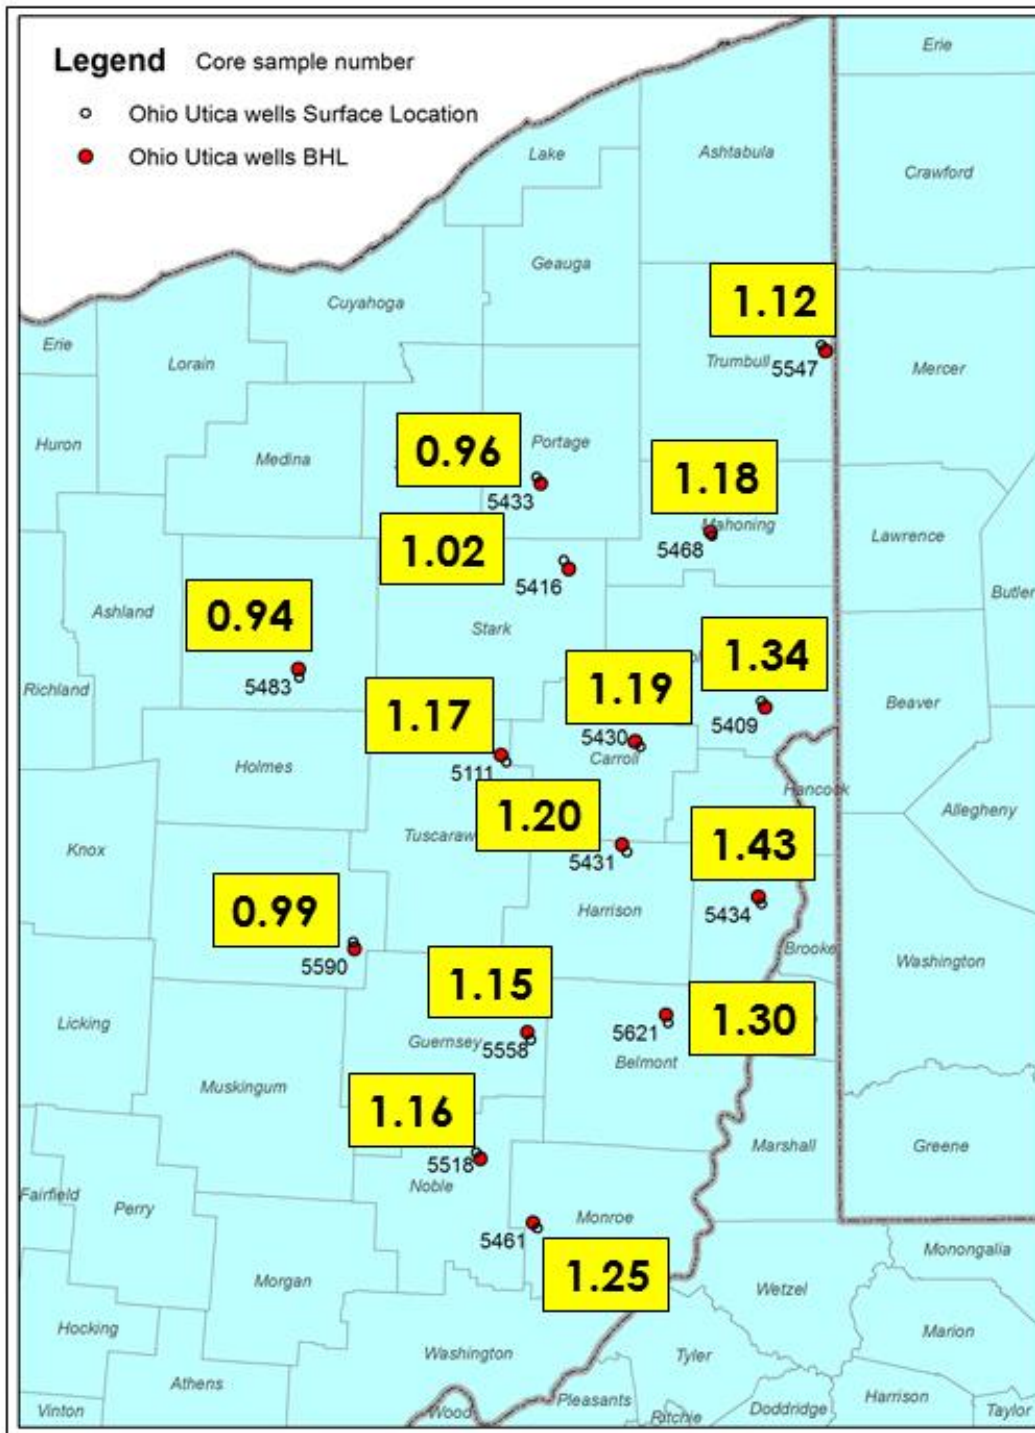 Legend Core sample number
Ohio Utica wells Surface Location
Ohio Utica wells BHL
Erie
Lake
Ashtabula
Crawford
Geauga
Cuyahoga
1.12
Erie
Lorain
Trumbull
5547
Mercer
Huron
Medina
0.96
Portage
5433
1.18
Mahoning
5468
Lawrence
1.02
5416
Butler
Ashland
0.94
Stark
5483
Richland
1.34
5409
Beaver
1.19
5430
Carroll
1.17
5111
Holmes
Hancock
Allegheny
1.20
5431
Tuscaraw
Knox
1.43
5434
0.99
5590
Harrison
Brooke
Washington
1.15
5558
Guernsey
5621
1.30
Belmont
Licking
Muskingum
1.16
5518
Noble
Marshall
Greene
Fairfield
Perry
Monroe
5461
1.25
Morgan
Monongalia
Wetzel
Hocking
Marion
Washington
Tyler
Athens
Vinton
Wood
Pleasants
Ritchie
Doddridge
Harrison
Taylor